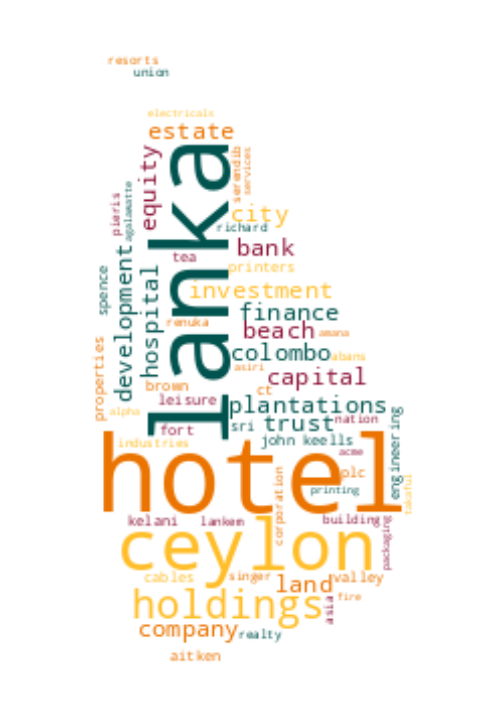 resorts
union
electricals
estate
lanka
equity
serendib
services
pieris
agalamatte
city
richard
development
bank
tea
spence
hospital
printers
investment
finance
renuka
beach
amana
colombo
abans
asiri
capital
properties
brown
ct
leisure
plantations
alpha
sri
trust
nation
fort
john keells
engineering
industries
acme
hotel
corporation
plc
takaful
printing
kelani
lankem
building
packaging
ceylon
cables
singer
land
valley
holdings
asia
fire
company
realty
aitken